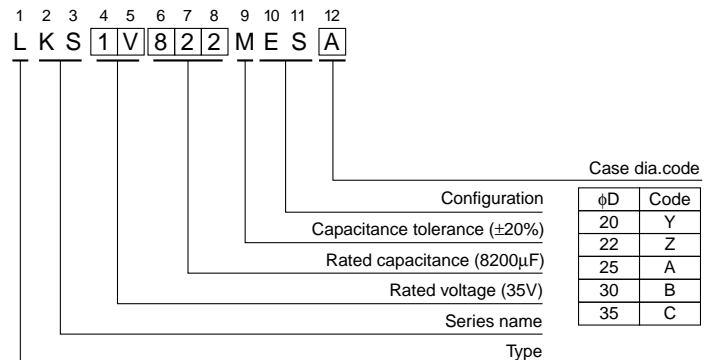 1 2 3 4 5 6 7 8 9 10 11 12
L K S 1 V 8 2 2 M E S A
Case dia.code
Configuration
Capacitance tolerance (±20%)
Rated capacitance (8200µF)
Rated voltage (35V)
Series name
Type
ϕD Code
20 Y
22 Z
25 A
30 B
35 C